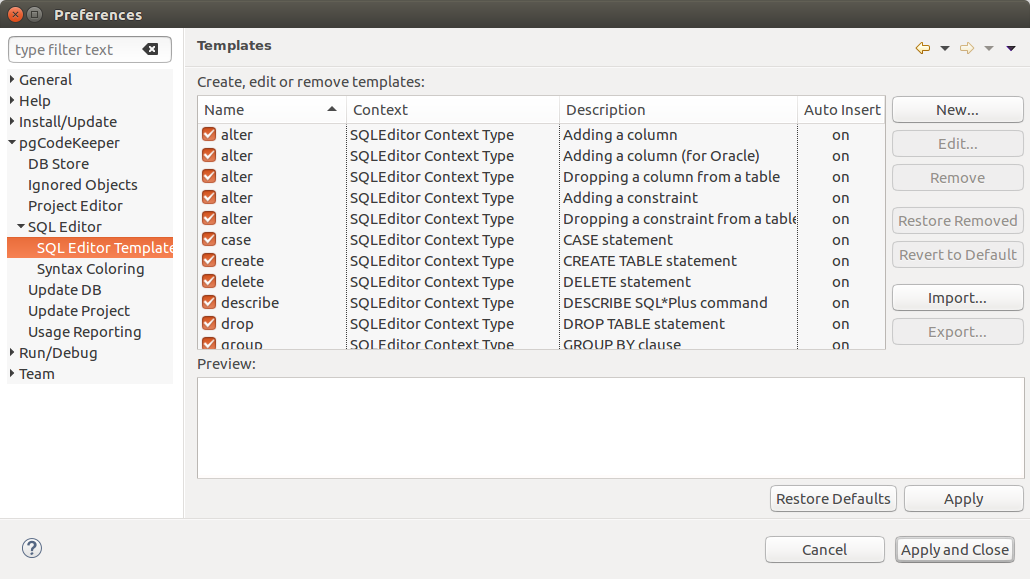 Preferences
type filter text
General
Help
Install/Update
pgCodeKeeper
DB Store
Ignored Objects
Project Editor
SQL Editor
SQL Editor Template
Syntax Coloring
Update DB
Update Project
Usage Reporting
Run/Debug
Team
Templates
Create, edit or remove templates:
Name Context Description Auto Insert
alter SQLEditor Context Type Adding a column on
alter SQLEditor Context Type Adding a column (for Oracle) on
alter SQLEditor Context Type Dropping a column from a table on
alter SQLEditor Context Type Adding a constraint on
alter SQLEditor Context Type Dropping a constraint from a table on
case SQLEditor Context Type CASE statement on
create SQLEditor Context Type CREATE TABLE statement on
delete SQLEditor Context Type DELETE statement on
describe SQLEditor Context Type DESCRIBE SQL*Plus command on
drop SQLEditor Context Type DROP TABLE statement on
group SQLEditor Context Type GROUP BY clause on
New...
Edit...
Remove
Restore Removed
Revert to Default
Import...
Export...
Preview:
Restore Defaults Apply
? Cancel Apply and Close